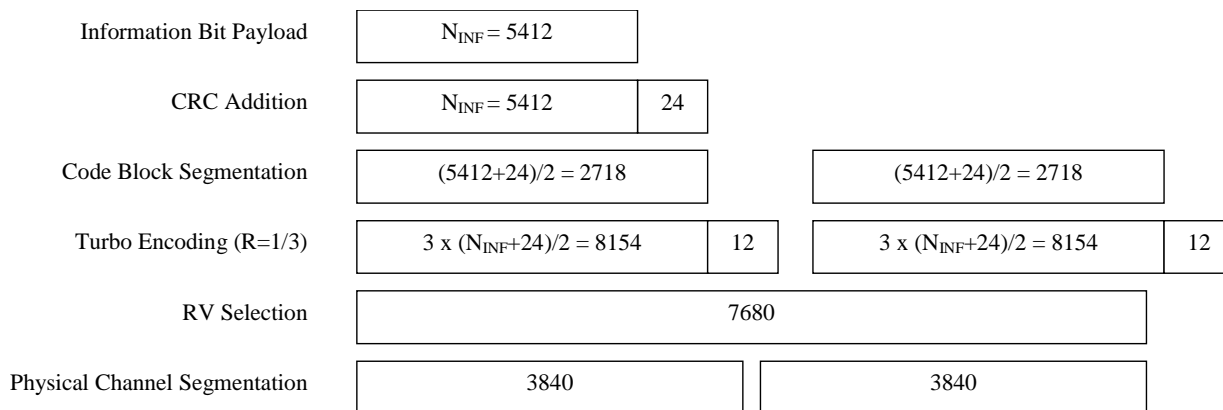 Information Bit Payload N_INF = 5412
CRC Addition N_INF = 5412 24
Code Block Segmentation (5412+24)/2 = 2718 (5412+24)/2 = 2718
Turbo Encoding (R=1/3) 3 x (N_INF+24)/2 = 8154 12 3 x (N_INF+24)/2 = 8154 12
RV Selection 7680
Physical Channel Segmentation 3840 3840